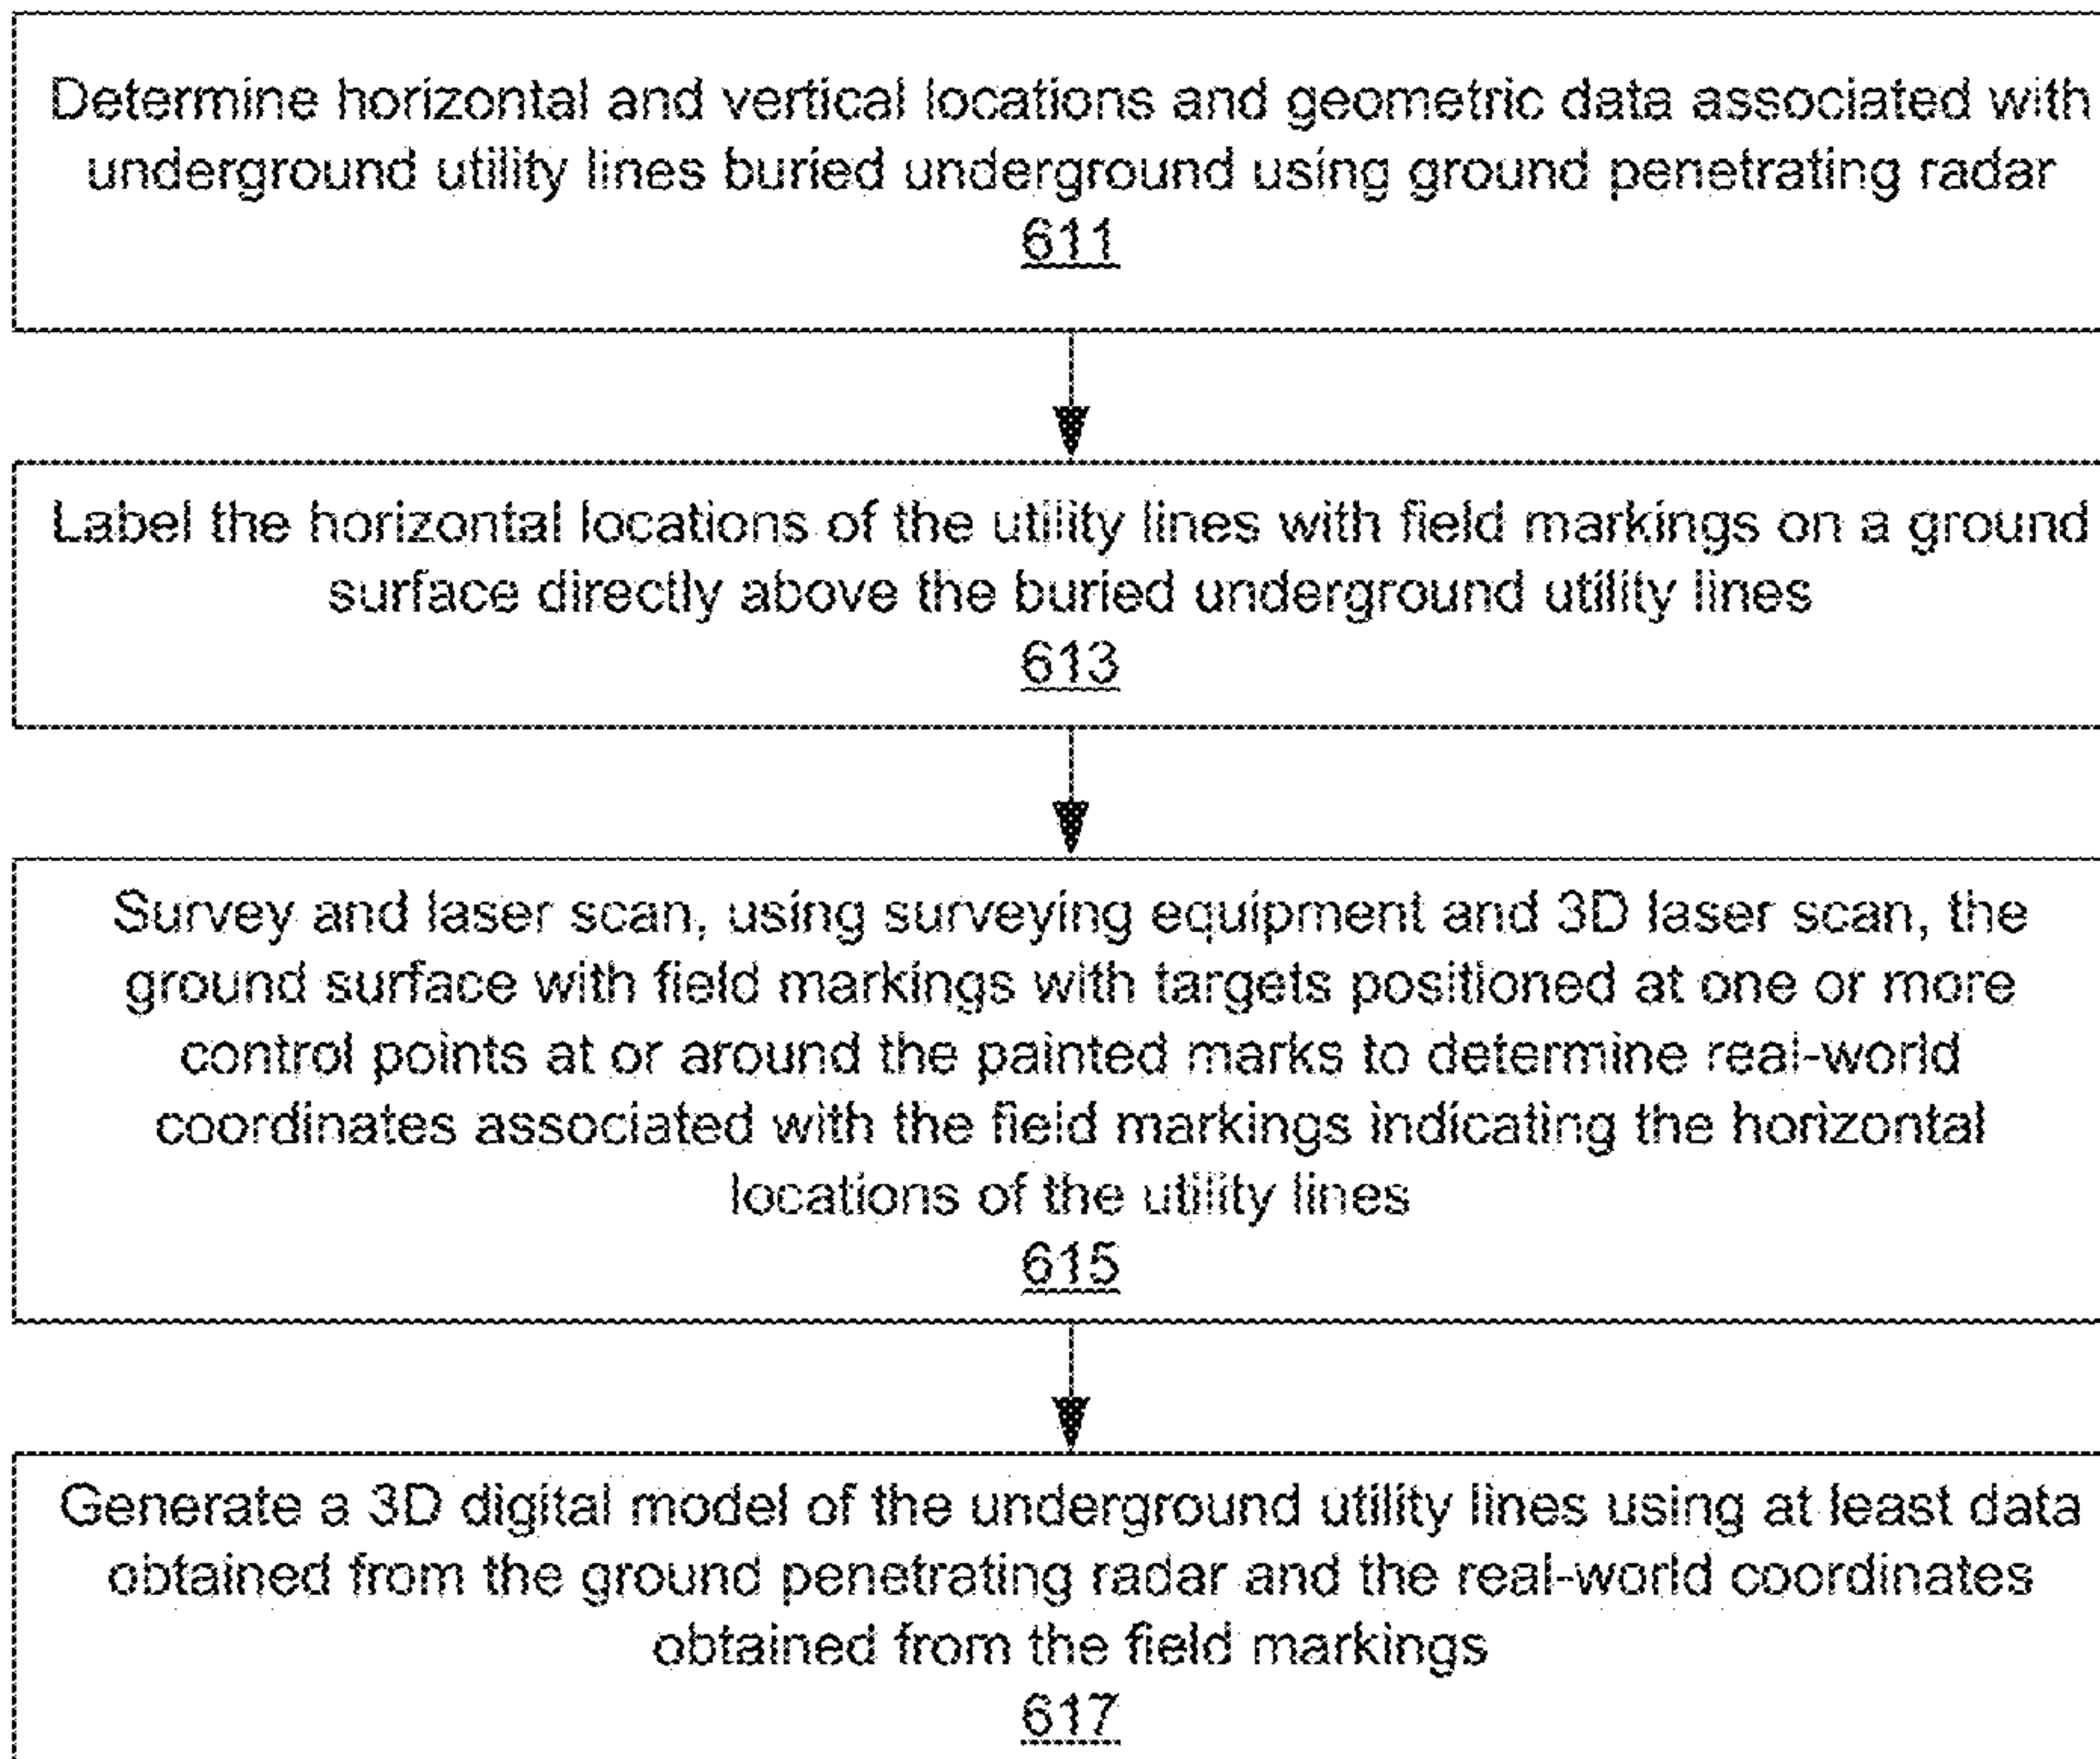 Determine horizontal and vertical locations and geometric data associated with
underground utility lines buried underground using ground penetrating radar
611
Label the horizontal locations of the utility lines with field markings on a ground
surface directly above the buried underground utility lines
613
Survey and laser scan, using surveying equipment and 3D laser scan, the
ground surface with field markings with targets positioned at one or more
control points at or around the painted marks to determine real-world
coordinates associated with the field markings indicating the horizontal
locations of the utility lines
615
Generate a 3D digital model of the underground utility lines using at least data
obtained from the ground penetrating radar and the real-world coordinates
obtained from the field markings
617